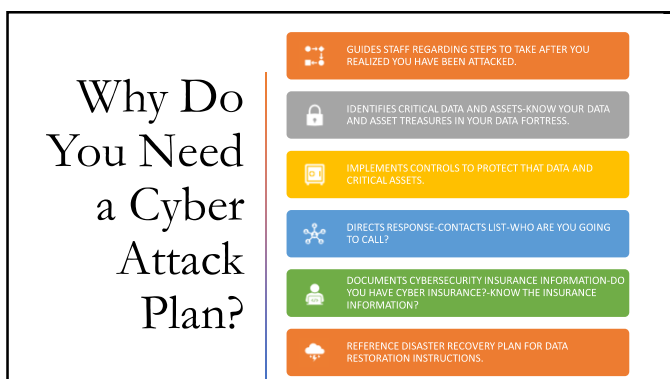 Why Do
You Need
a Cyber
Attack
Plan?
GUIDES STAFF REGARDING STEPS TO TAKE AFTER YOU
REALIZED YOU HAVE BEEN ATTACKED.
IDENTIFIES CRITICAL DATA AND ASSETS-KNOW YOUR DATA
AND ASSET TREASURES IN YOUR DATA FORTRESS.
IMPLEMENTS CONTROLS TO PROTECT THAT DATA AND
CRITICAL ASSETS.
DIRECTS RESPONSE-CONTACTS LIST-WHO ARE YOU GOING
TO CALL?
DOCUMENTS CYBERSECURITY INSURANCE INFORMATION-DO
YOU HAVE CYBER INSURANCE?-KNOW THE INSURANCE
INFORMATION?
REFERENCE DISASTER RECOVERY PLAN FOR DATA
RESTORATION INSTRUCTIONS.